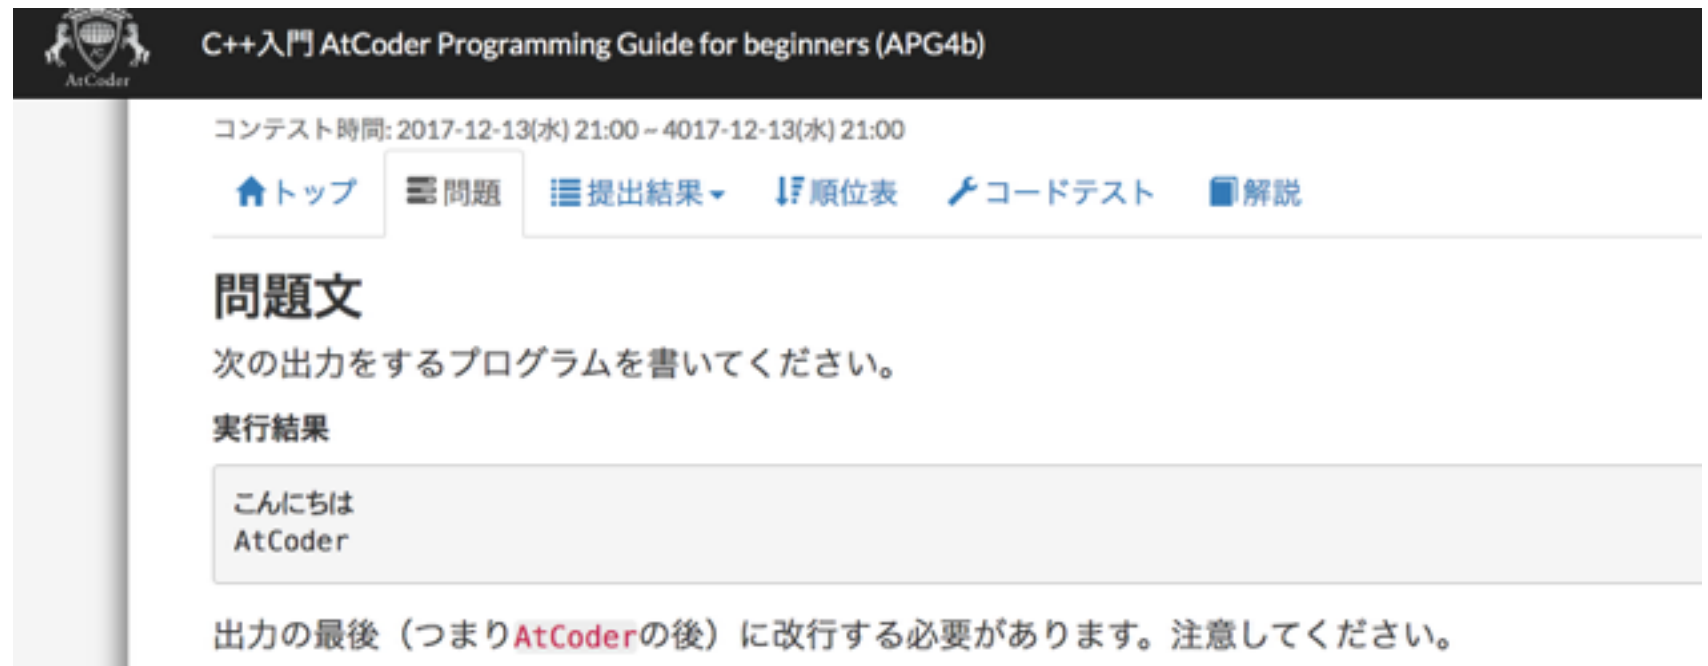 AtCoder
C++入門 AtCoder Programming Guide for beginners (APG4b)
コンテスト時間: 2017-12-13(水) 21:00 ~ 4017-12-13(水) 21:00
トップ 問題 提出結果 順位表 コードテスト 解説
問題文
次の出力をするプログラムを書いてください。
実行結果
こんにちは
AtCoder
出力の最後（つまりAtCoderの後）に改行する必要があります。注意してください。